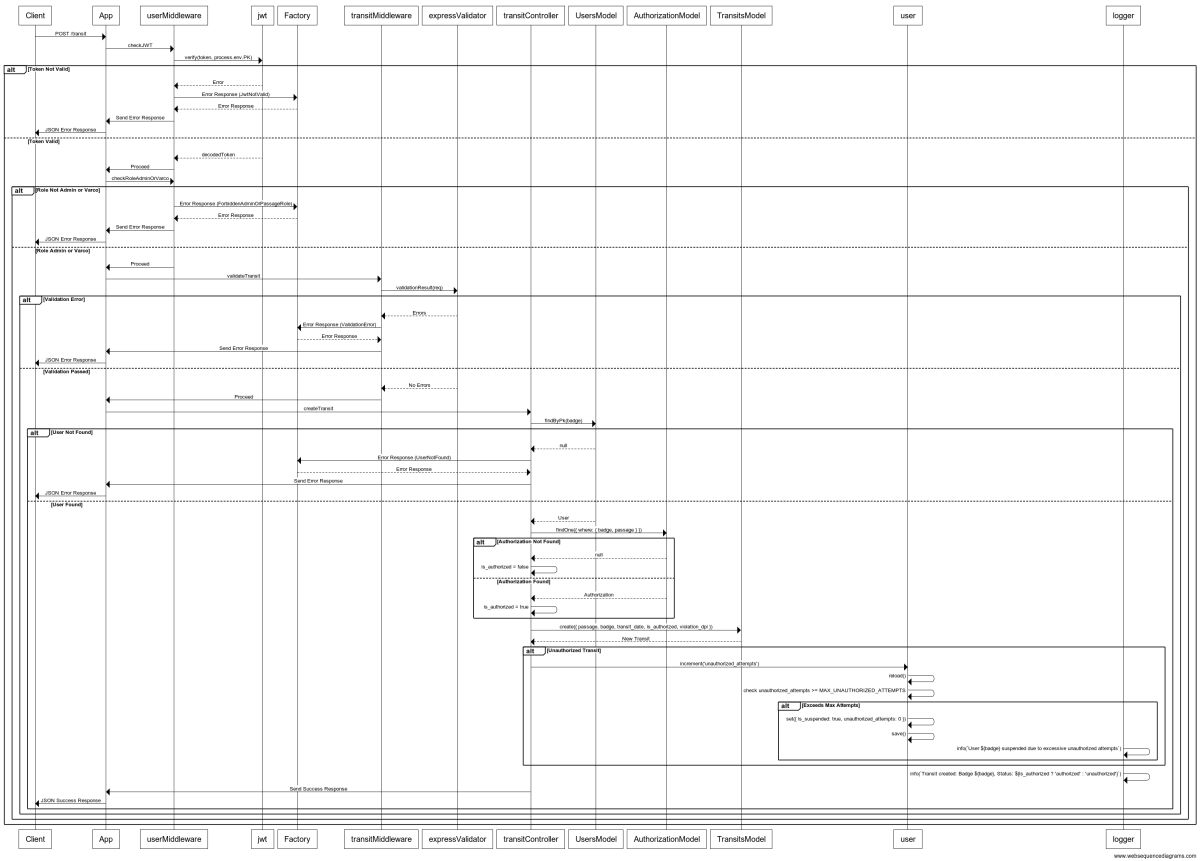 Client App userMiddleware jwt Factory transitMiddleware expressValidator transitController UsersModel AuthorizationModel TransitsModel user logger
POST /transit
checkJWT
verify(token, process.env.PK)
alt [Token Not Valid]
Error
Error Response (JwtNotValid)
Error Response
Send Error Response
JSON Error Response
[Token Valid]
decodedToken
Proceed
checkRoleAdminOrVarco
alt [Role Not Admin or Varco]
Error Response (ForbiddenAdminOrPassageRole)
Error Response
Send Error Response
JSON Error Response
[Role Admin or Varco]
Proceed
validateTransit
validationResult(req)
alt [Validation Error]
Errors
Error Response (ValidationError)
Error Response
Send Error Response
JSON Error Response
[Validation Passed]
No Errors
Proceed
createTransit
findByPk(badge)
alt [User Not Found]
null
Error Response (UserNotFound)
Error Response
Send Error Response
JSON Error Response
[User Found]
User
findOne({ where: { badge, passage } })
alt [Authorization Not Found]
null
is_authorized = false
[Authorization Found]
Authorization
is_authorized = true
create({ passage, badge, transit_date, is_authorized, violation_dpi })
New Transit
alt [Unauthorized Transit]
increment('unauthorized_attempts')
reload()
check unauthorized_attempts >= MAX_UNAUTHORIZED_ATTEMPTS
alt [Exceeds Max Attempts]
set({ is_suspended: true, unauthorized_attempts: 0 })
save()
info(`User ${badge} suspended due to excessive unauthorized attempts`)
info(`Transit created: Badge ${badge}, Status: ${is_authorized ? 'authorized' : 'unauthorized'}`)
Send Success Response
JSON Success Response
Client App userMiddleware jwt Factory transitMiddleware expressValidator transitController UsersModel AuthorizationModel TransitsModel user logger
www.websequencediagrams.com